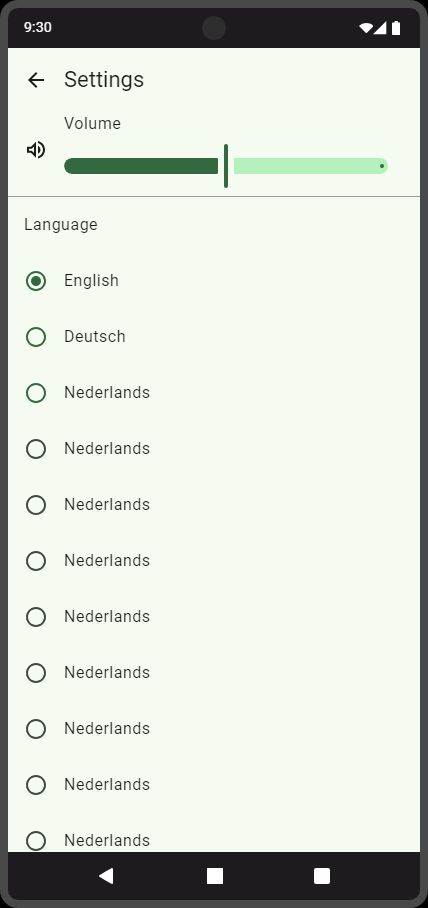 9:30
Settings
Volume
Language
English
Deutsch
Nederlands
Nederlands
Nederlands
Nederlands
Nederlands
Nederlands
Nederlands
Nederlands
Nederlands